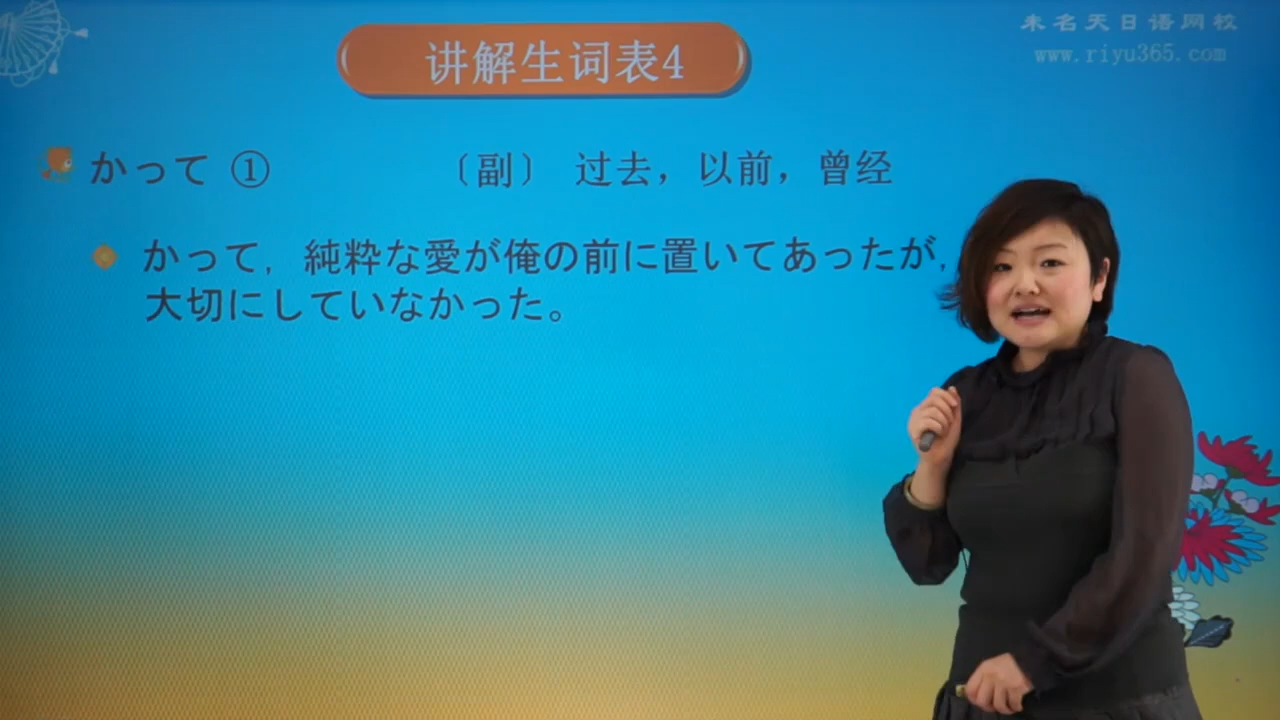 讲解生词表4
未名天日语网校
www.riyu365.com
かって ① 〔副〕 过去，以前，曾经
かって，純粋な愛が俺の前に置いてあったが，
大切にしていなかった。